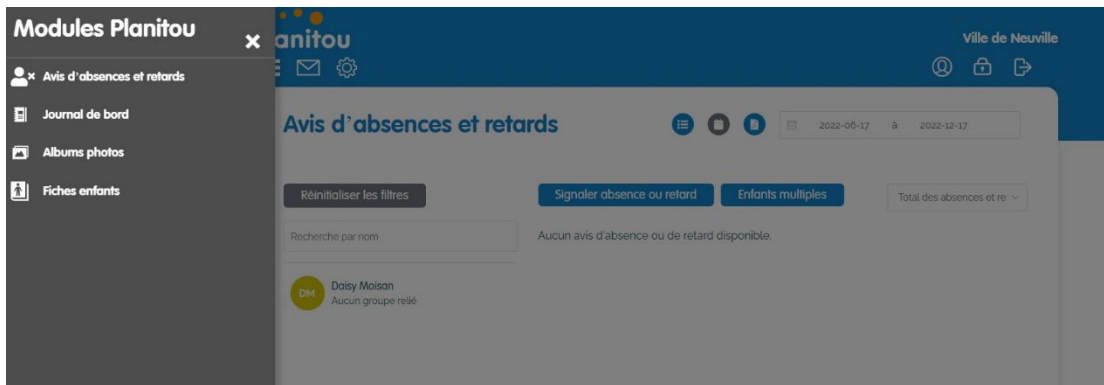 Modules Planitou
Avis d'absences et retards
Journal de bord
Albums photos
Fiches enfants
anitou
Ville de Neuville
Avis d'absences et retards
2022-06-17 à 2022-12-17
Réinitialiser les filtres
Signaler absence ou retard
Enfants multiples
Total des absences et re
Recherche par nom
Aucun avis d'absence ou de retard disponible.
DM
Daisy Moisan
Aucun groupe relié